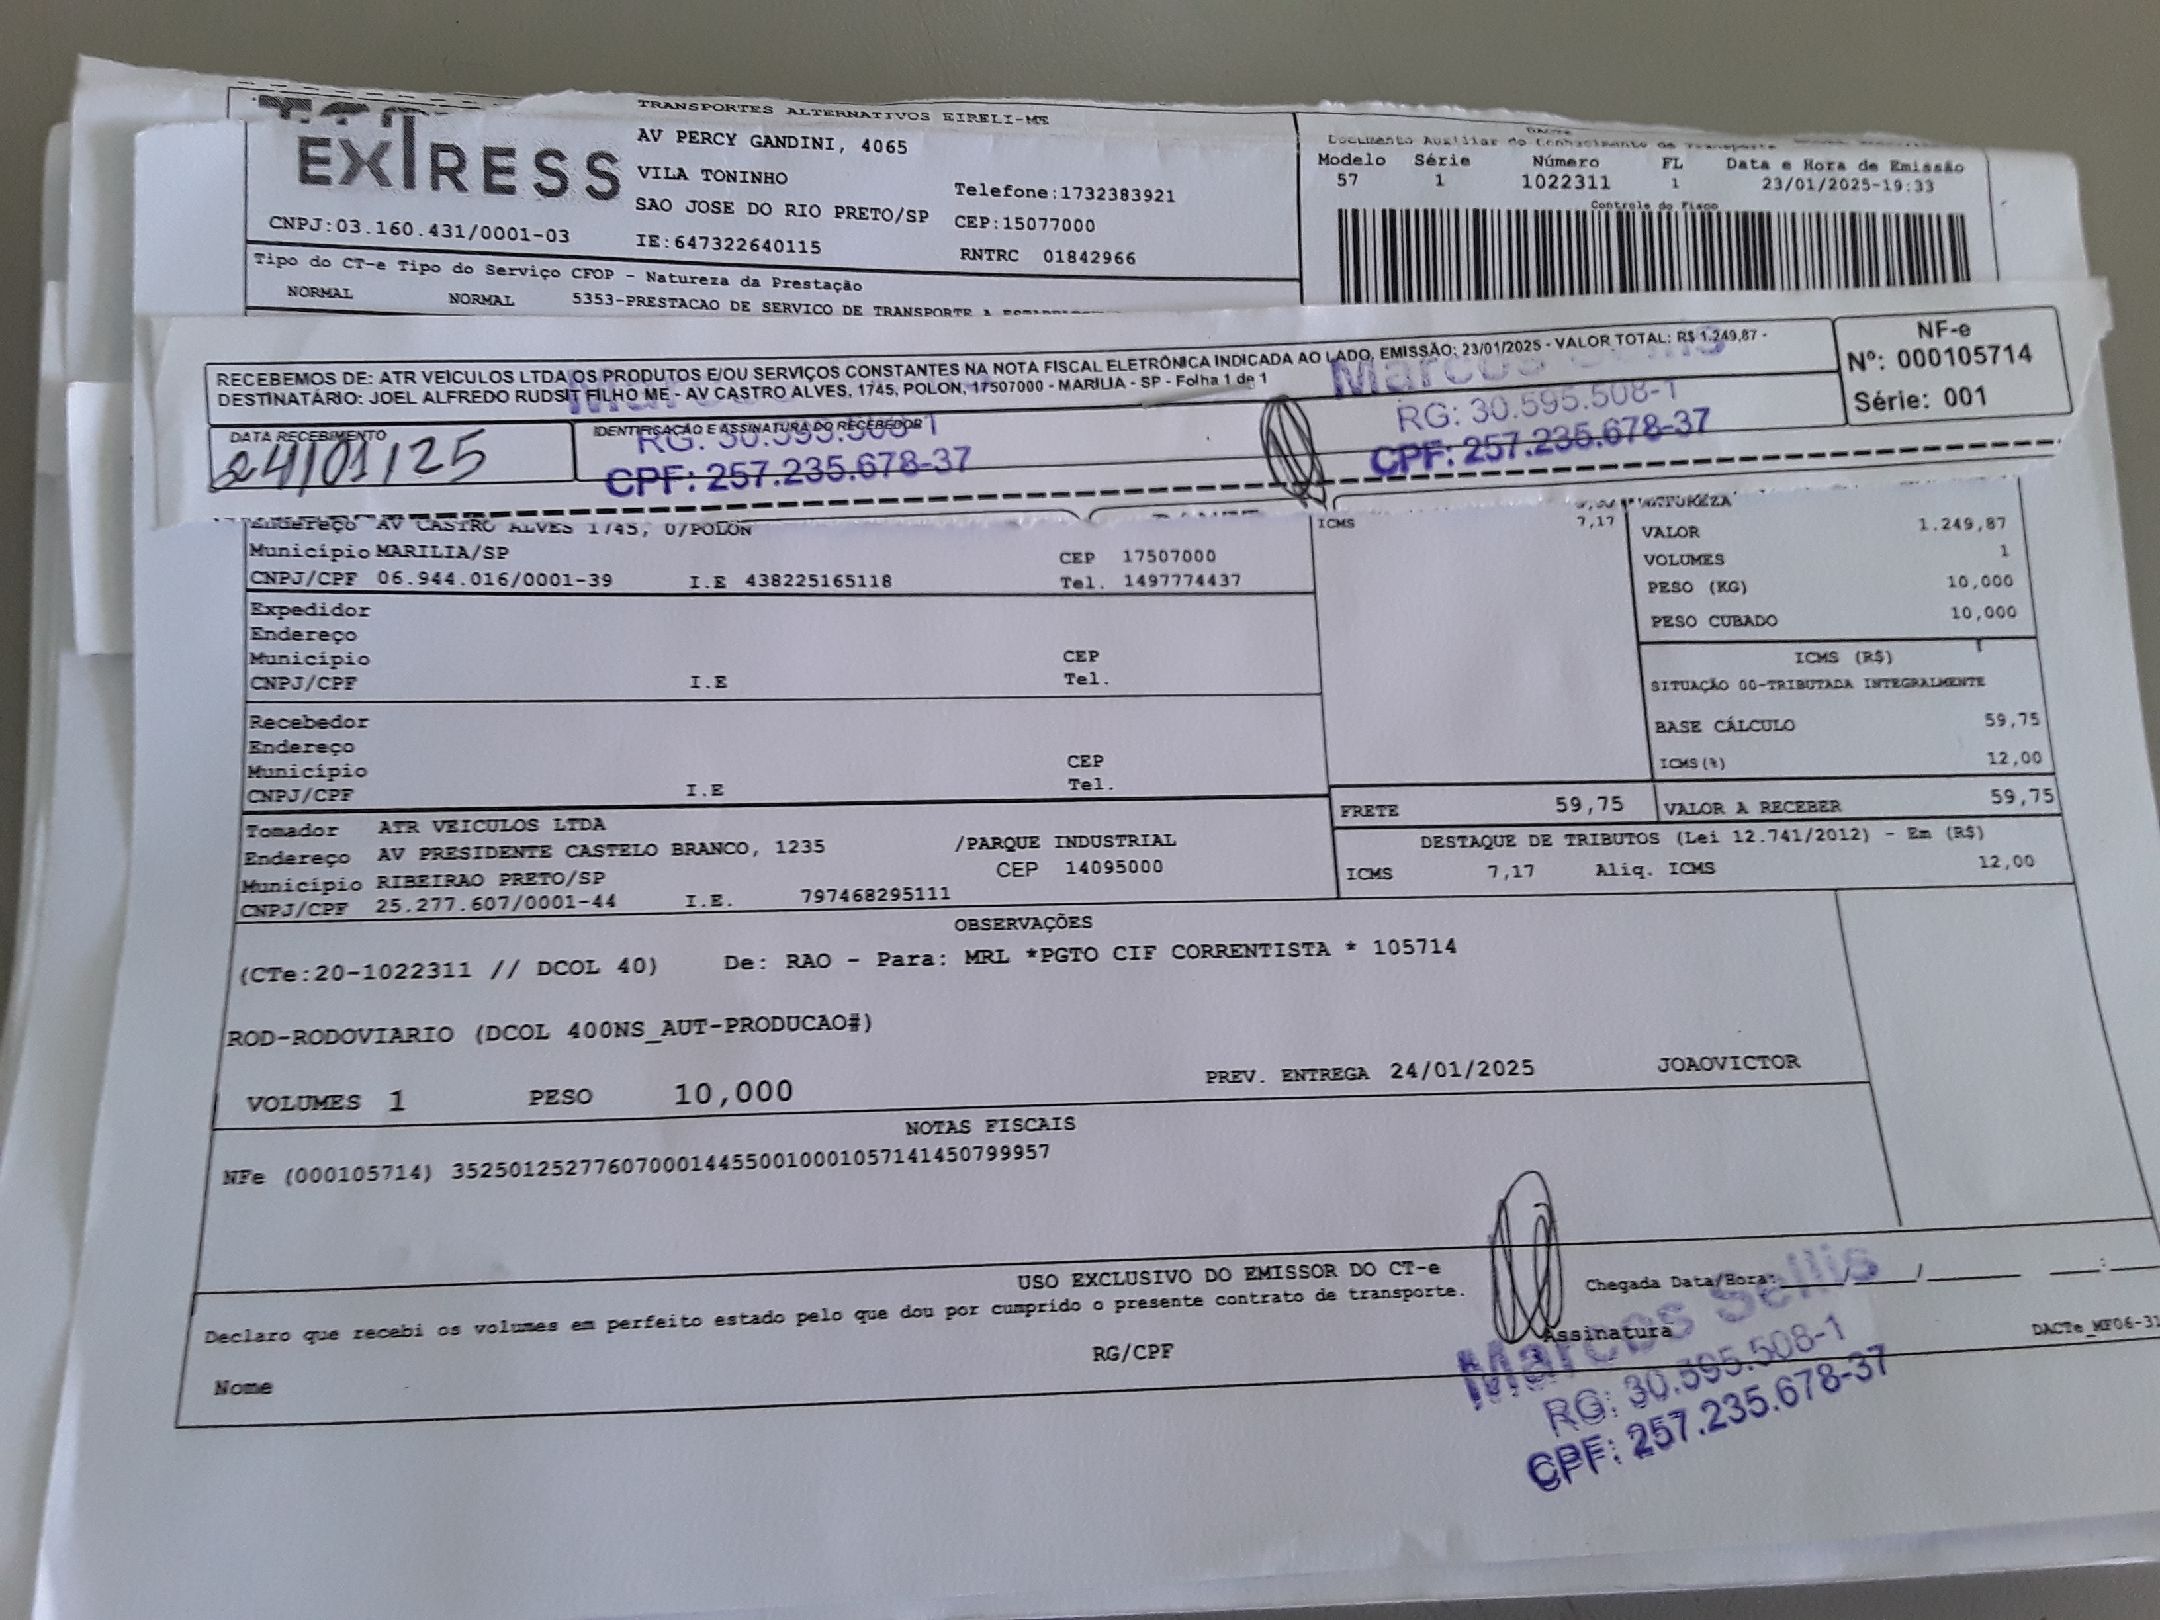 EXPRESS
TRANSPORTES ALTERNATIVOS EIRELI-ME
AV PERCY GANDINI, 4065
VILA TONINHO
Telefone:1732383921
SAO JOSE DO RIO PRETO/SP CEP:15077000
CNPJ:03.160.431/0001-03 IE:647322640115 RNTRC 01842966
DACTE
Documento Auxiliar do Conhecimento de Transporte
Modelo Série Número FL Data e Hora de Emissão
57 1 1022311 1 23/01/2025-19:33
Controle do Fisco
Tipo do CT-e Tipo do Serviço CFOP - Natureza da Prestação
NORMAL NORMAL 5353-PRESTACAO DE SERVICO DE TRANSPORTE A
RECEBEMOS DE: ATR VEICULOS LTDA OS PRODUTOS E/OU SERVIÇOS CONSTANTES NA NOTA FISCAL ELETRÔNICA INDICADA AO LADO, EMISSÃO: 23/01/2025 - VALOR TOTAL: R$ 1.249,87 -
DESTINATÁRIO: JOEL ALFREDO RUDSIT FILHO ME - AV CASTRO ALVES, 1745, POLON, 17507000 - MARILIA - SP - Folha 1 de 1
NF-e
Nº: 000105714
Série: 001
DATA RECEBIMENTO
24/01/25
IDENTIFICAÇÃO E ASSINATURA DO RECEBEDOR
RG: 30.595.508-1
CPF: 257.235.678-37
Marcos
RG: 30.595.508-1
CPF: 257.235.678-37
Endereço AV CASTRO ALVES 1745, 0/POLON
Município MARILIA/SP CEP 17507000
CNPJ/CPF 06.944.016/0001-39 I.E 438225165118 Tel. 1497774437
ICMS 7,17
NATUREZA
VALOR 1.249,87
VOLUMES 1
PESO (KG) 10,000
PESO CUBADO 10,000
Expedidor
Endereço
Município CEP
CNPJ/CPF I.E Tel.
ICMS (R$)
SITUAÇÃO 00-TRIBUTADA INTEGRALMENTE
BASE CÁLCULO 59,75
ICMS(%) 12,00
Recebedor
Endereço
Município CEP
CNPJ/CPF I.E Tel.
FRETE 59,75 VALOR A RECEBER 59,75
Tomador ATR VEICULOS LTDA
Endereço AV PRESIDENTE CASTELO BRANCO, 1235 /PARQUE INDUSTRIAL
Município RIBEIRAO PRETO/SP CEP 14095000
CNPJ/CPF 25.277.607/0001-44 I.E. 797468295111
DESTAQUE DE TRIBUTOS (Lei 12.741/2012) - Em (R$)
ICMS 7,17 Aliq. ICMS 12,00
OBSERVAÇÕES
(CTe:20-1022311 // DCOL 40) De: RAO - Para: MRL *PGTO CIF CORRENTISTA * 105714
ROD-RODOVIARIO (DCOL 400NS_AUT-PRODUCAO#)
VOLUMES 1 PESO 10,000 PREV. ENTREGA 24/01/2025 JOAOVICTOR
NOTAS FISCAIS
NFe (000105714) 35250125277607000144550010001057141450799957
USO EXCLUSIVO DO EMISSOR DO CT-e
Declaro que recebi os volumes em perfeito estado pelo que dou por cumprido o presente contrato de transporte.
Chegada Data/Hora:____/____/____ __:__
Nome RG/CPF Assinatura
DACTe_MF06-31
Marcos Sellis
RG: 30.595.508-1
CPF: 257.235.678-37